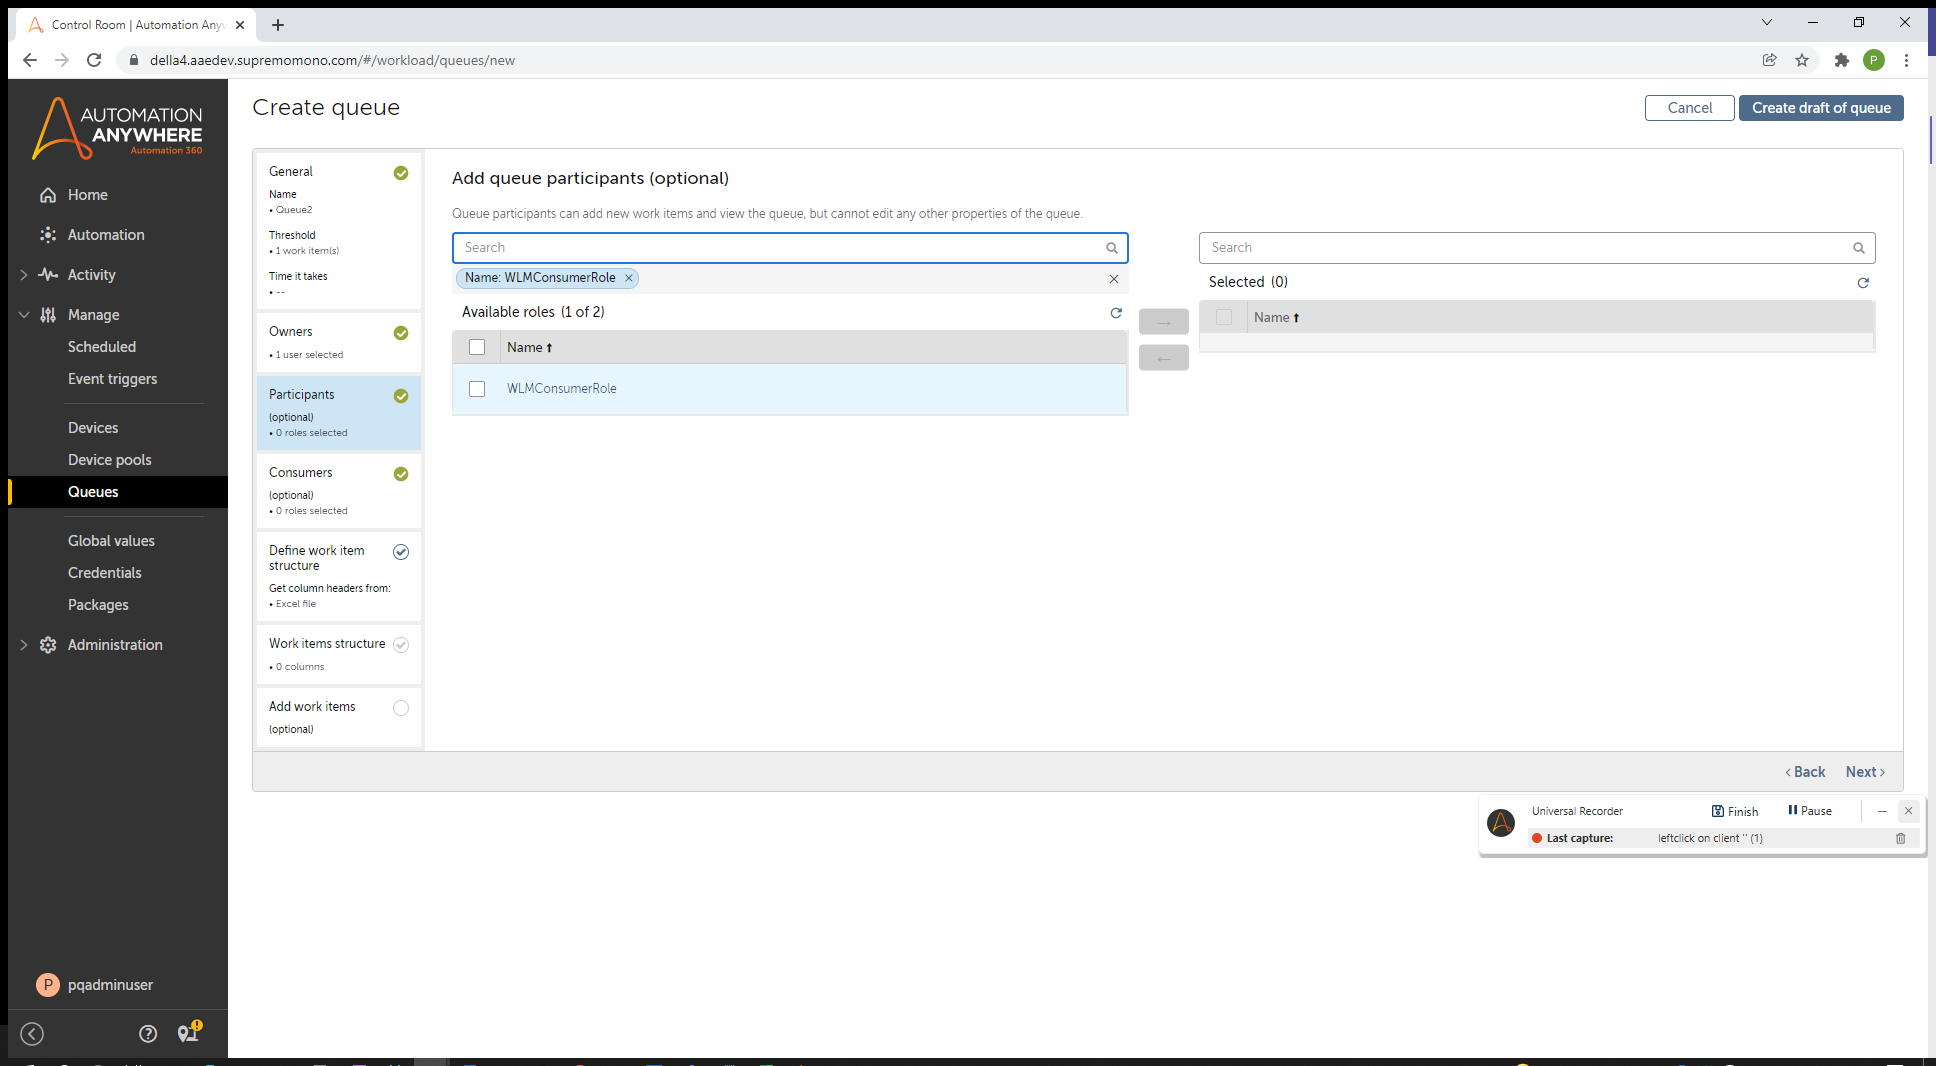 Control Room | Automation Any
della4.aaedev.supremomono.com/#/workload/queues/new
P
AUTOMATION
ANYWHERE
Automation 360
Home
Automation
Activity
Manage
Scheduled
Event triggers
Devices
Device pools
Queues
Global values
Credentials
Packages
Administration
P pqadminuser
Create queue
Cancel
Create draft of queue
General
Name
• Queue2
Threshold
• 1 work item(s)
Time it takes
• --
Owners
• 1 user selected
Participants
(optional)
• 0 roles selected
Consumers
(optional)
• 0 roles selected
Define work item
structure
Get column headers from:
• Excel file
Work items structure
• 0 columns
Add work items
(optional)
Add queue participants (optional)
Queue participants can add new work items and view the queue, but cannot edit any other properties of the queue.
Search
Name: WLMConsumerRole
Available roles (1 of 2)
Name
WLMConsumerRole
Search
Selected (0)
Name
Back
Next
Universal Recorder
Finish
Pause
Last capture:
leftclick on client '' (1)